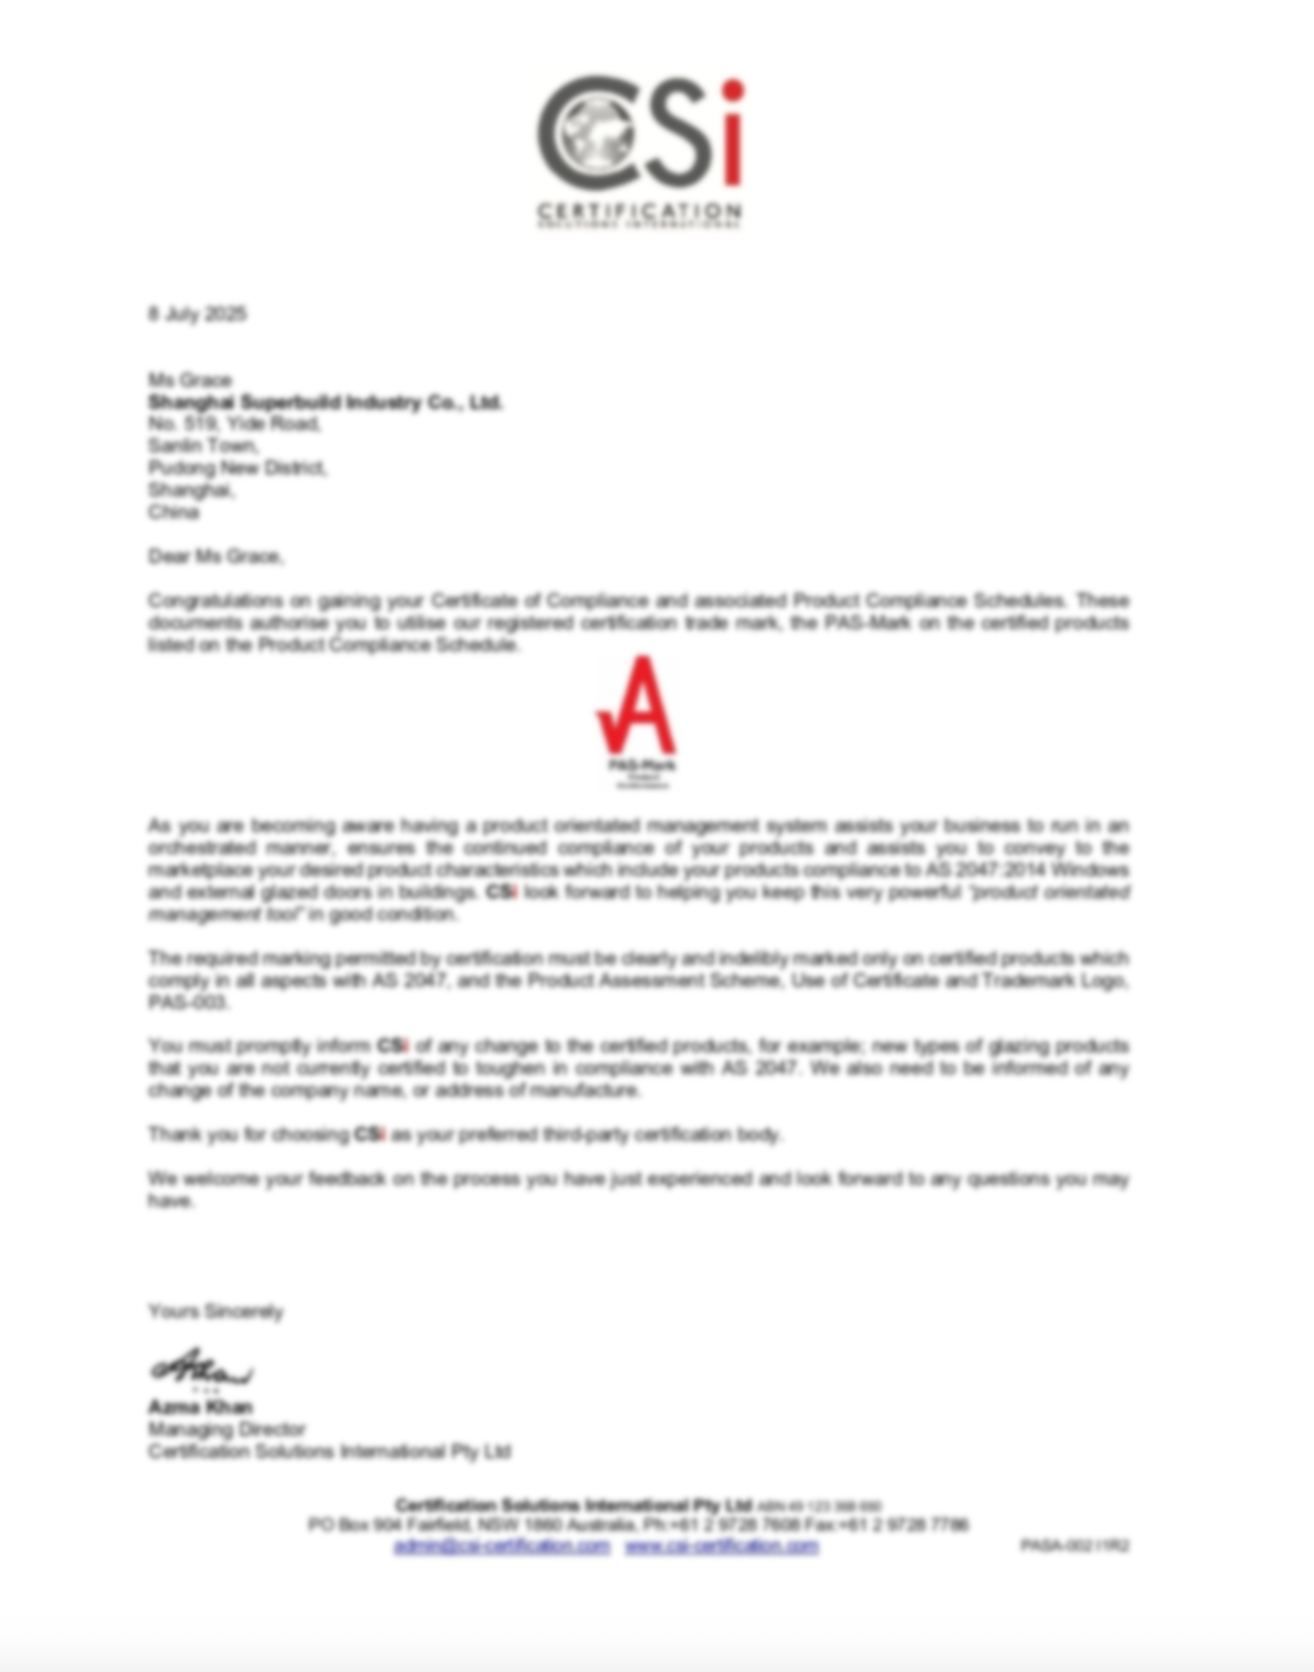 CSi
CERTIFICATION
SOLUTIONS INTERNATIONAL
8 July 2025
Ms Grace
Shanghai Superbuild Industry Co., Ltd.
No. 519, Yide Road,
Sanlin Town,
Pudong New District,
Shanghai,
China
Dear Ms Grace,
Congratulations on gaining your Certificate of Compliance and associated Product Compliance Schedules. These
documents authorise you to utilise our registered certification trade mark, the PAS-Mark on the certified products
listed on the Product Compliance Schedule.
PAS-Mark
As you are becoming aware having a product orientated management system assists your business to run in an
orchestrated manner, ensures the continued compliance of your products and assists you to convey to the
marketplace your desired product characteristics which include your products compliance to AS 2047:2014 Windows
and external glazed doors in buildings. CSi look forward to helping you keep this very powerful "product orientated
management tool" in good condition.
The required marking permitted by certification must be clearly and indelibly marked only on certified products which
comply in all aspects with AS 2047, and the Product Assessment Scheme, Use of Certificate and Trademark Logo,
PAS-003.
You must promptly inform CSi of any change to the certified products, for example; new types of glazing products
that you are not currently certified to toughen in compliance with AS 2047. We also need to be informed of any
change of the company name, or address of manufacture.
Thank you for choosing CSi as your preferred third-party certification body.
We welcome your feedback on the process you have just experienced and look forward to any questions you may
have.
Yours Sincerely
Azma Khan
Managing Director
Certification Solutions International Pty Ltd
Certification Solutions International Pty Ltd ABN 49 123 368
PO Box 904 Fairfield, NSW 1860 Australia, Ph:+61 2 9728 7608 Fax:+61 2 9728 7786
admin@csi-certification.com www.csi-certification.com
PASA-002